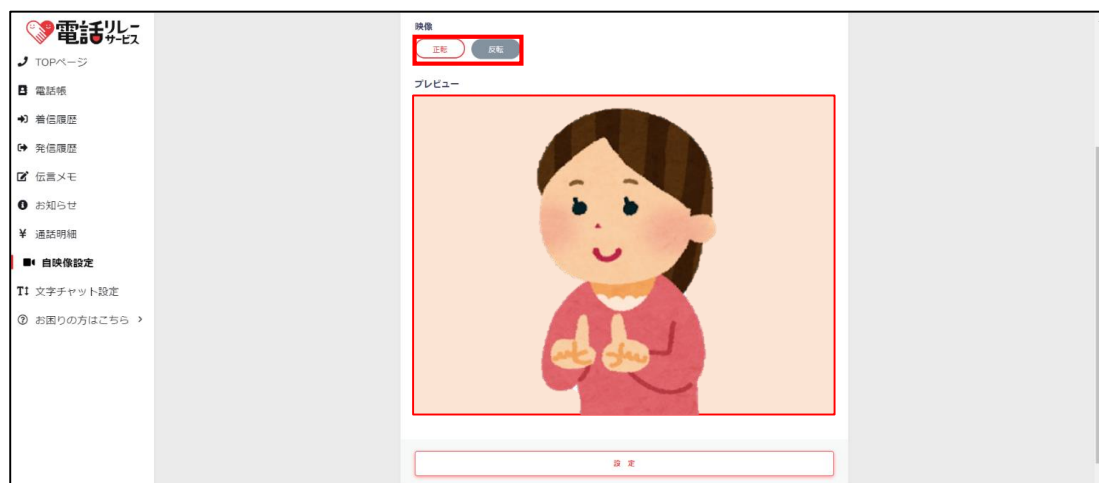 電話リレーサービス
TOPページ
電話帳
着信履歴
発信履歴
伝言メモ
お知らせ
¥ 通話明細
自映像設定
文字チャット設定
お困りの方はこちら
映像
正転 反転
プレビュー
設 定